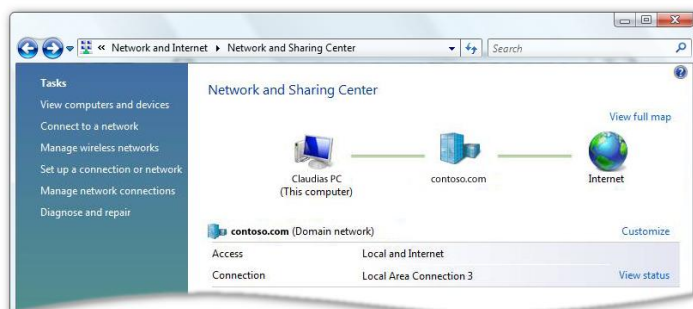 « Network and Internet ▸ Network and Sharing Center
Search
Tasks
View computers and devices
Connect to a network
Manage wireless networks
Set up a connection or network
Manage network connections
Diagnose and repair
Network and Sharing Center
View full map
Claudias PC
(This computer)
contoso.com
Internet
contoso.com (Domain network)
Customize
Access Local and Internet
Connection Local Area Connection 3 View status